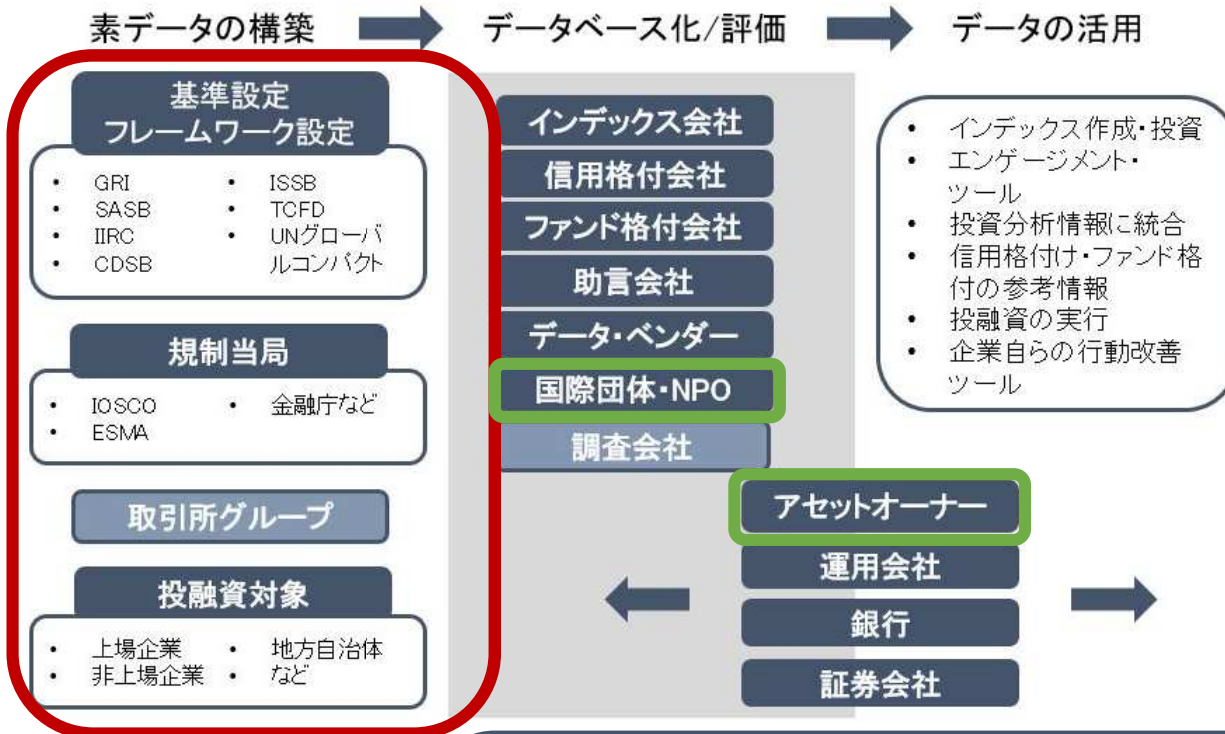 素データの構築
データベース化/評価
データの活用
基準設定
フレームワーク設定
• GRI
• SASB
• IIRC
• CDSB
• ISSB
• TCFD
• UNグローバ
ルコンパクト
規制当局
• IOSCO
• ESMA
• 金融庁など
取引所グループ
投融資対象
• 上場企業
• 非上場企業
• 地方自治体
• など
インデックス会社
信用格付会社
ファンド格付会社
助言会社
データ・ベンダー
国際団体・NPO
調査会社
アセットオーナー
運用会社
銀行
証券会社
• インデックス作成・投資
• エンゲージメント・
ツール
• 投資分析情報に統合
• 信用格付け・ファンド格
付の参考情報
• 投融資の実行
• 企業自らの行動改善
ツール